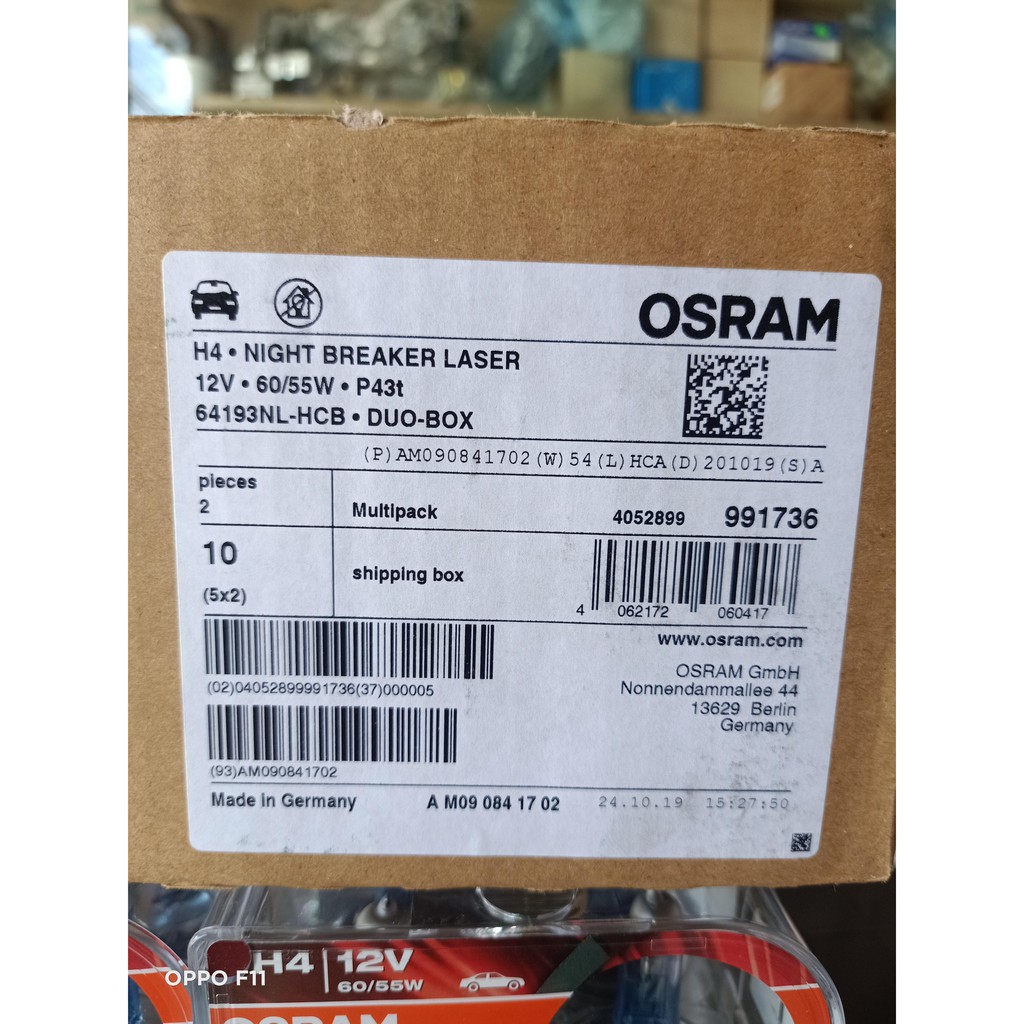 OSRAM
H4 • NIGHT BREAKER LASER
12V • 60/55W • P43t
64193NL-HCB • DUO-BOX
(P)AM090841702(W)54(L)HCA(D)201019(S)A
pieces
2 Multipack 4052899 991736
10 shipping box
(5x2)
4 062172 060417
www.osram.com
(02)04052899991736(37)000005
OSRAM GmbH
Nonnendammallee 44
13629 Berlin
Germany
(93)AM090841702
Made in Germany A M09 084 17 02 24.10.19 15:27:50
H4 12V
60/55W
OSRAM
OPPO F11